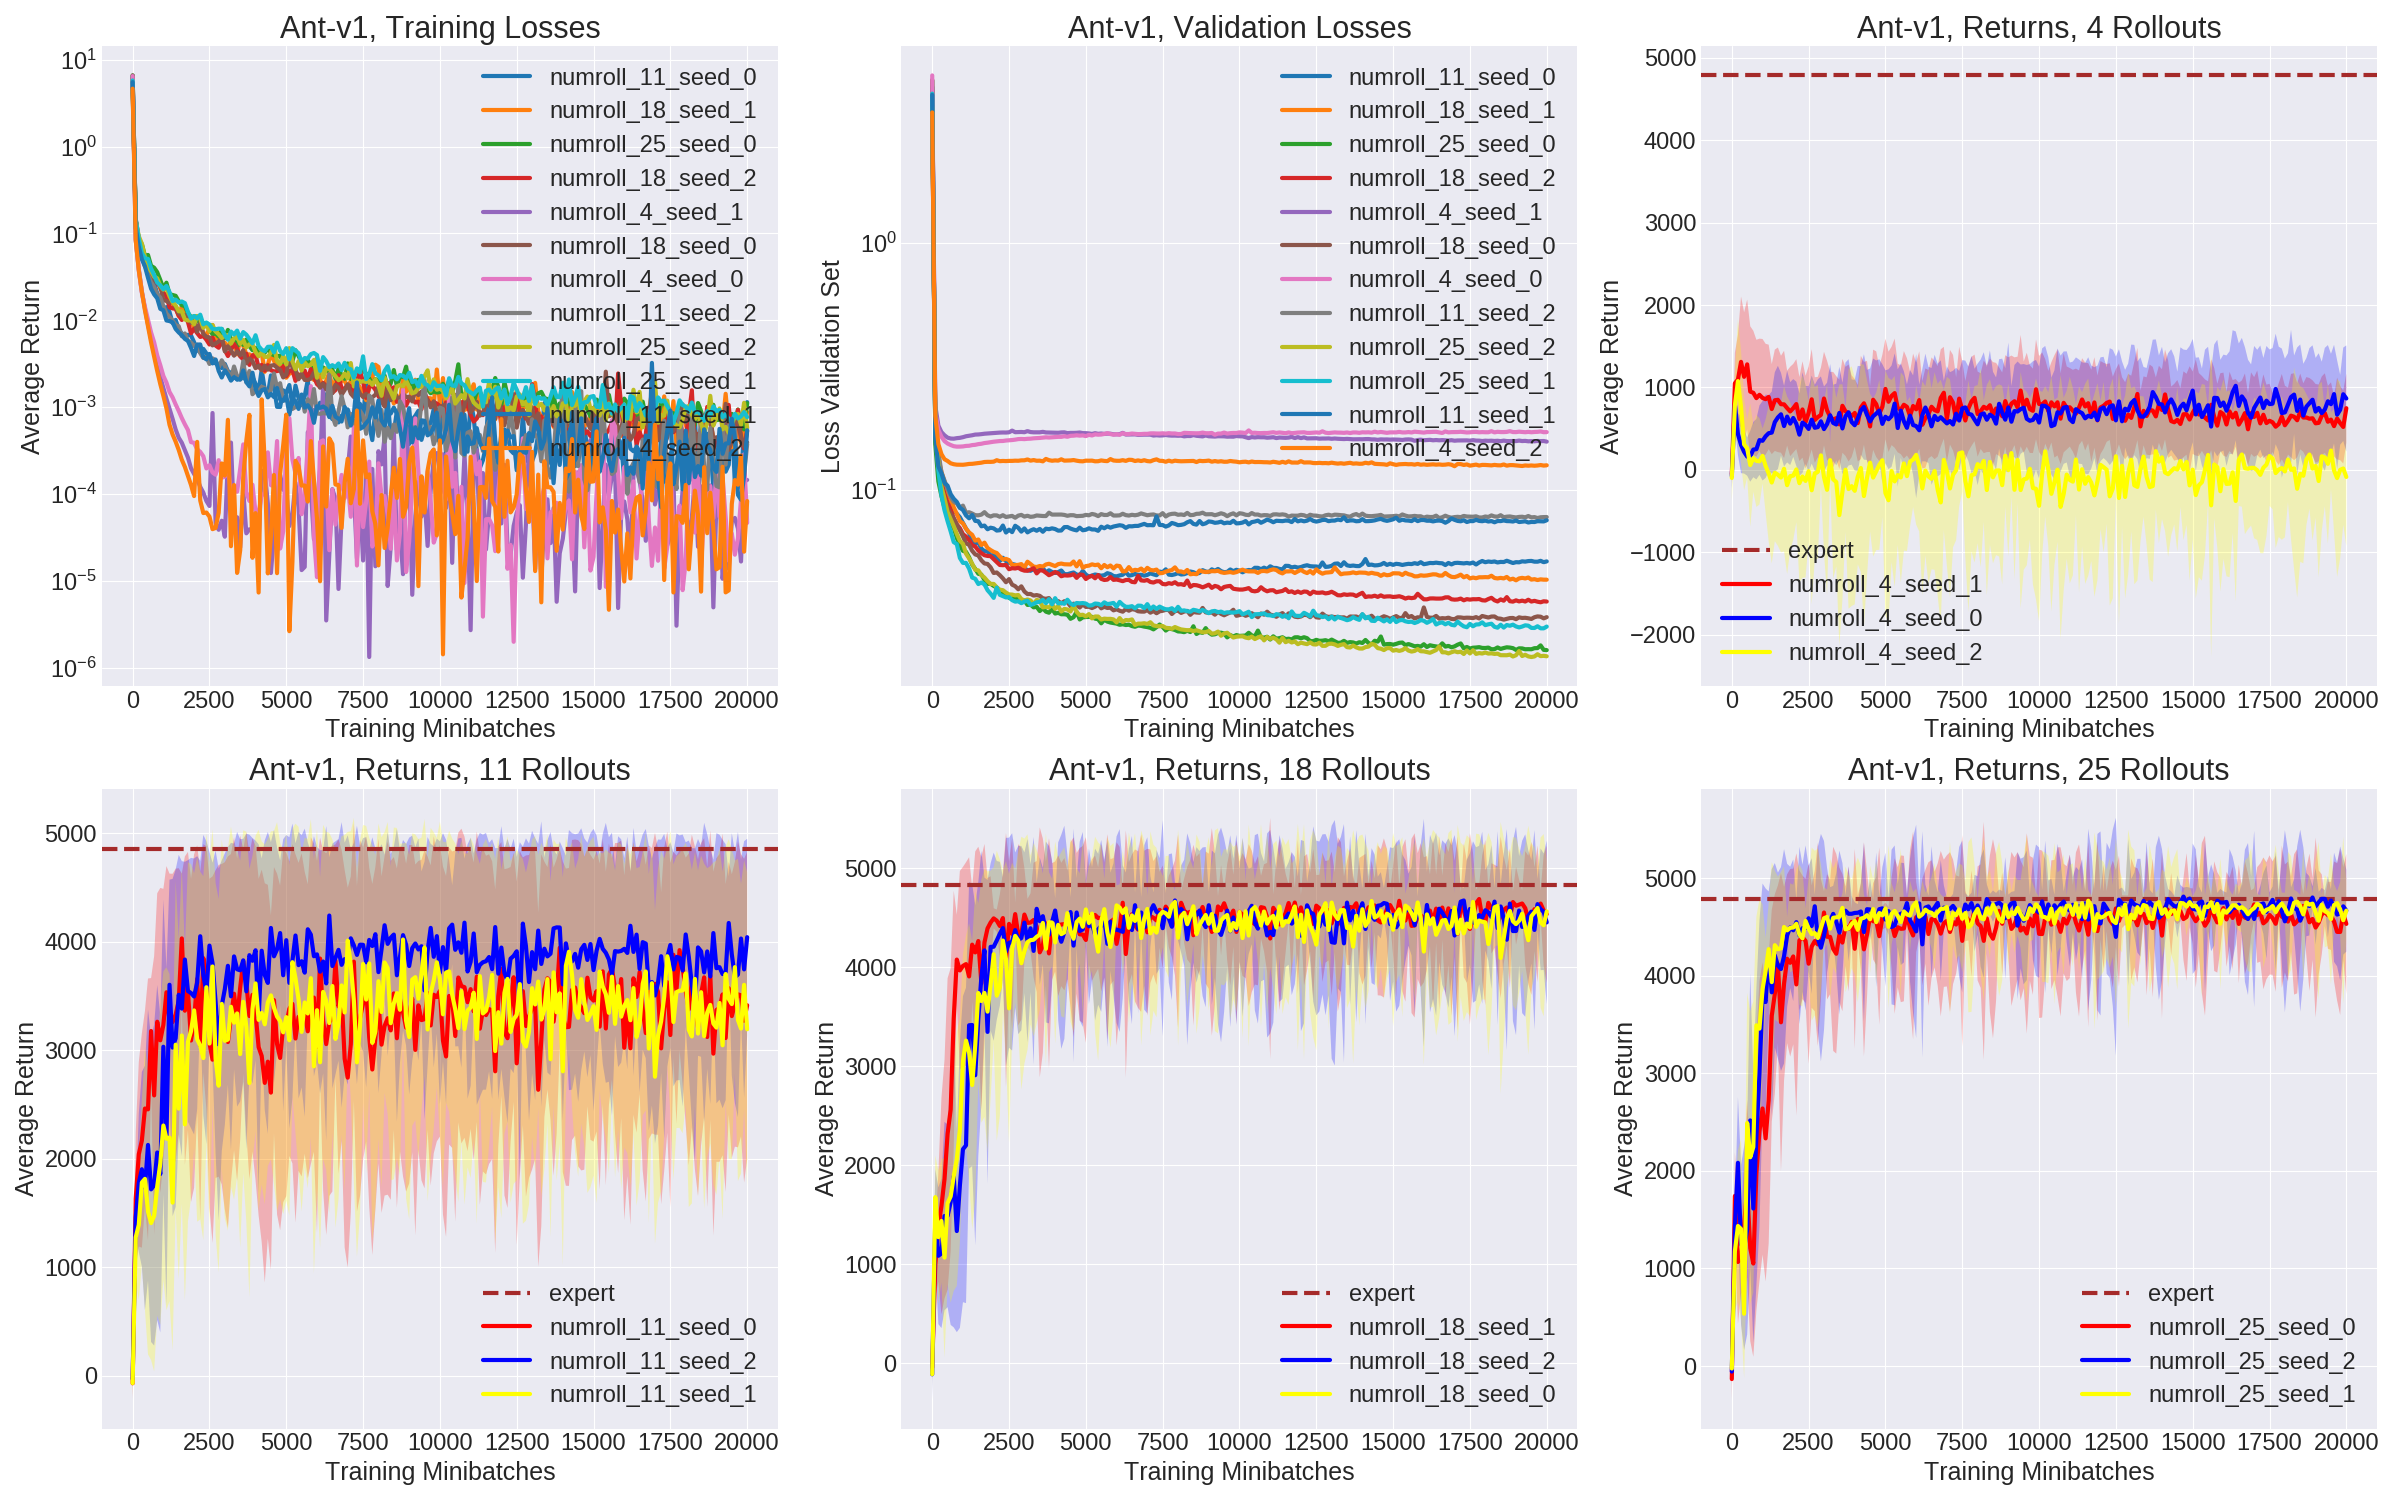 Ant-v1, Training Losses
Average Return
10¹
10⁰
10⁻¹
10⁻²
10⁻³
10⁻⁴
10⁻⁵
10⁻⁶
numroll_11_seed_0
numroll_18_seed_1
numroll_25_seed_0
numroll_18_seed_2
numroll_4_seed_1
numroll_18_seed_0
numroll_4_seed_0
numroll_11_seed_2
numroll_25_seed_2
numroll_25_seed_1
numroll_11_seed_1
numroll_4_seed_2
0 2500 5000 7500 10000 12500 15000 17500 20000
Training Minibatches
Ant-v1, Validation Losses
Loss Validation Set
10⁰
10⁻¹
numroll_11_seed_0
numroll_18_seed_1
numroll_25_seed_0
numroll_18_seed_2
numroll_4_seed_1
numroll_18_seed_0
numroll_4_seed_0
numroll_11_seed_2
numroll_25_seed_2
numroll_25_seed_1
numroll_11_seed_1
numroll_4_seed_2
0 2500 5000 7500 10000 12500 15000 17500 20000
Training Minibatches
Ant-v1, Returns, 4 Rollouts
Average Return
5000
4000
3000
2000
1000
0
−1000
−2000
expert
numroll_4_seed_1
numroll_4_seed_0
numroll_4_seed_2
0 2500 5000 7500 10000 12500 15000 17500 20000
Training Minibatches
Ant-v1, Returns, 11 Rollouts
Average Return
5000
4000
3000
2000
1000
0
expert
numroll_11_seed_0
numroll_11_seed_2
numroll_11_seed_1
0 2500 5000 7500 10000 12500 15000 17500 20000
Training Minibatches
Ant-v1, Returns, 18 Rollouts
Average Return
5000
4000
3000
2000
1000
0
expert
numroll_18_seed_1
numroll_18_seed_2
numroll_18_seed_0
0 2500 5000 7500 10000 12500 15000 17500 20000
Training Minibatches
Ant-v1, Returns, 25 Rollouts
Average Return
5000
4000
3000
2000
1000
0
expert
numroll_25_seed_0
numroll_25_seed_2
numroll_25_seed_1
0 2500 5000 7500 10000 12500 15000 17500 20000
Training Minibatches